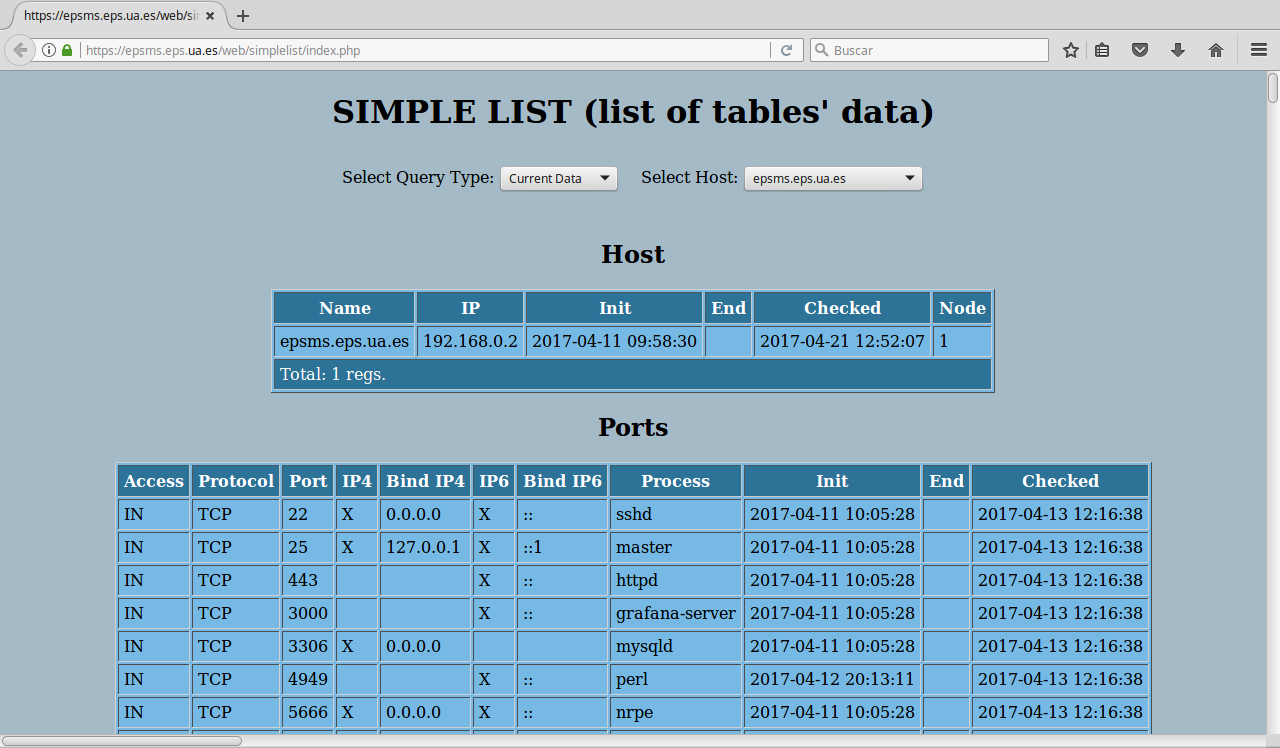 https://epsms.eps.ua.es/web/si
https://epsms.eps.ua.es/web/simplelist/index.php
Buscar
SIMPLE LIST (list of tables' data)
Select Query Type: Current Data Select Host: epsms.eps.ua.es
Host
Name IP Init End Checked Node
epsms.eps.ua.es 192.168.0.2 2017-04-11 09:58:30 2017-04-21 12:52:07 1
Total: 1 regs.
Ports
Access Protocol Port IP4 Bind IP4 IP6 Bind IP6 Process Init End Checked
IN TCP 22 X 0.0.0.0 X :: sshd 2017-04-11 10:05:28 2017-04-13 12:16:38
IN TCP 25 X 127.0.0.1 X ::1 master 2017-04-11 10:05:28 2017-04-13 12:16:38
IN TCP 443 X :: httpd 2017-04-11 10:05:28 2017-04-13 12:16:38
IN TCP 3000 X :: grafana-server 2017-04-11 10:05:28 2017-04-13 12:16:38
IN TCP 3306 X 0.0.0.0 mysqld 2017-04-11 10:05:28 2017-04-13 12:16:38
IN TCP 4949 X :: perl 2017-04-12 20:13:11 2017-04-13 12:16:38
IN TCP 5666 X 0.0.0.0 X :: nrpe 2017-04-11 10:05:28 2017-04-13 12:16:38